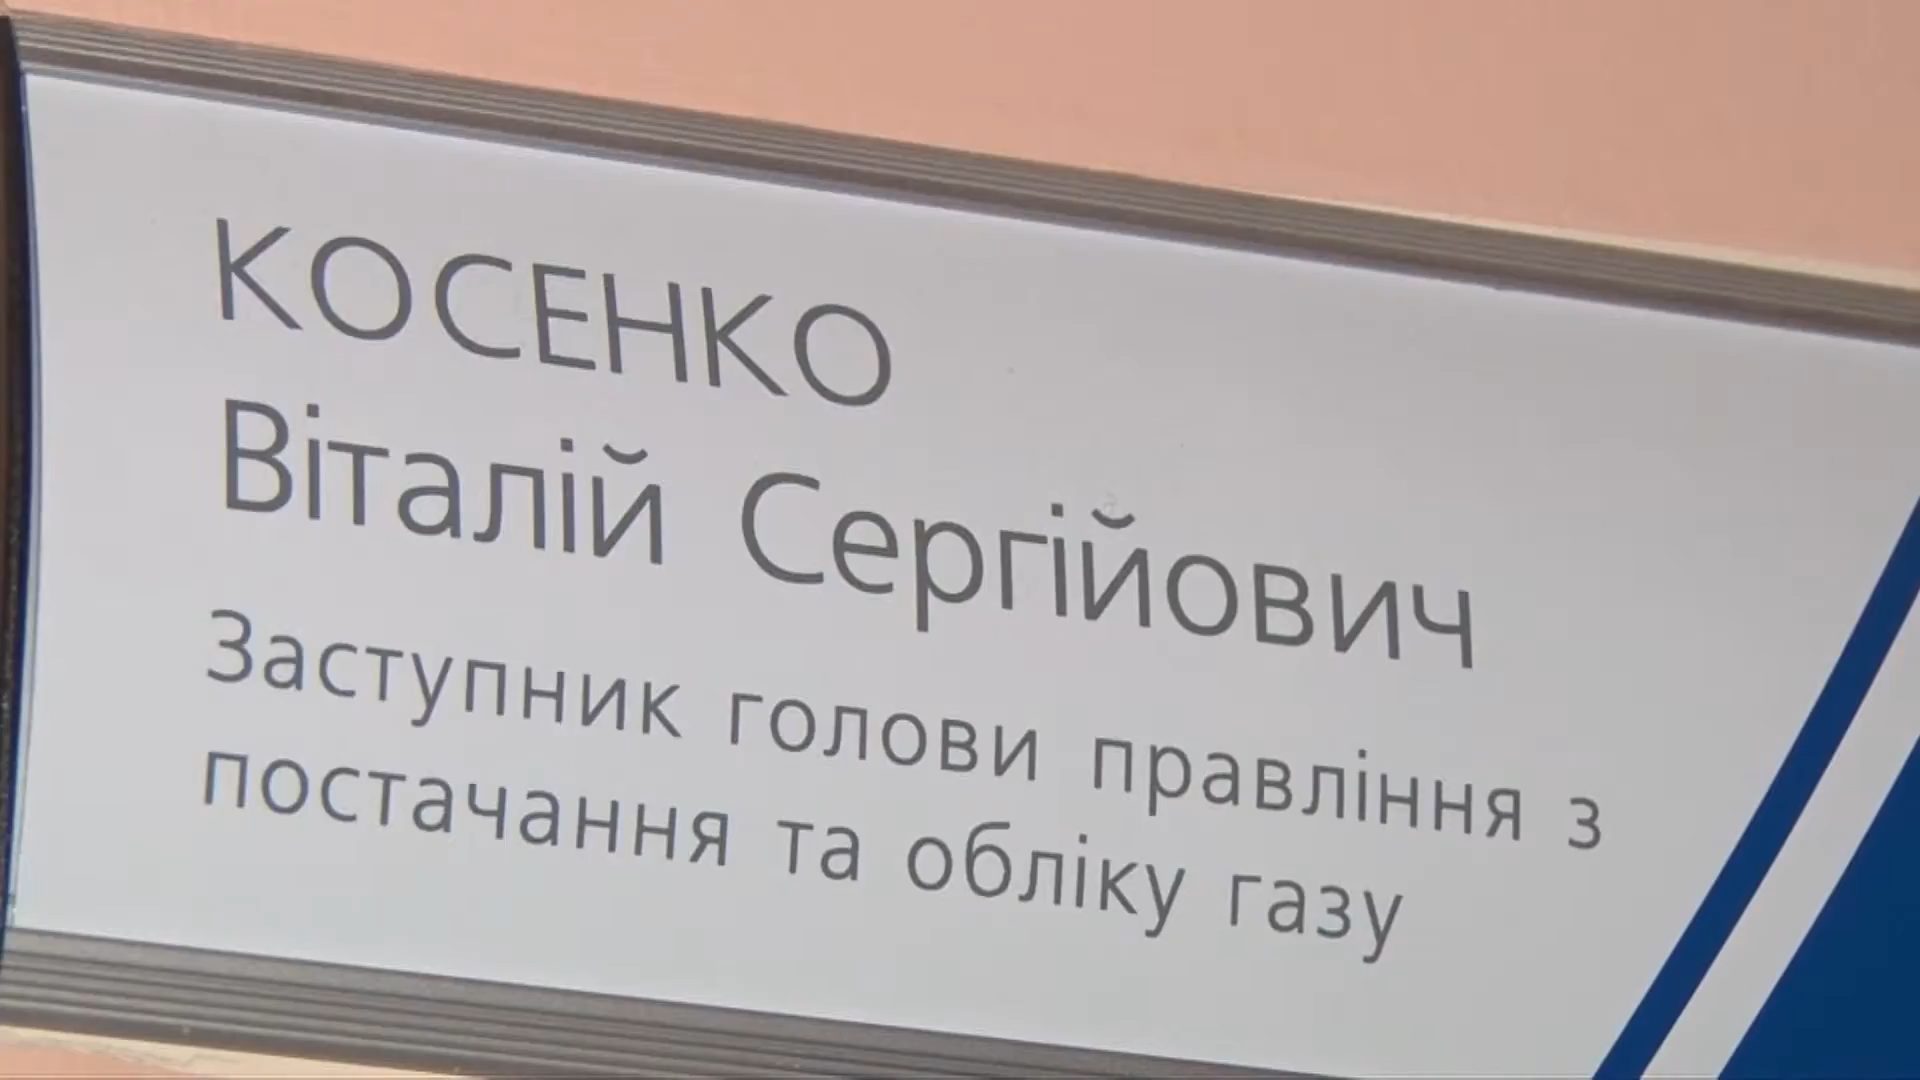 КОСЕНКО
Віталій Сергійович
Заступник голови правління з
постачання та обліку газу